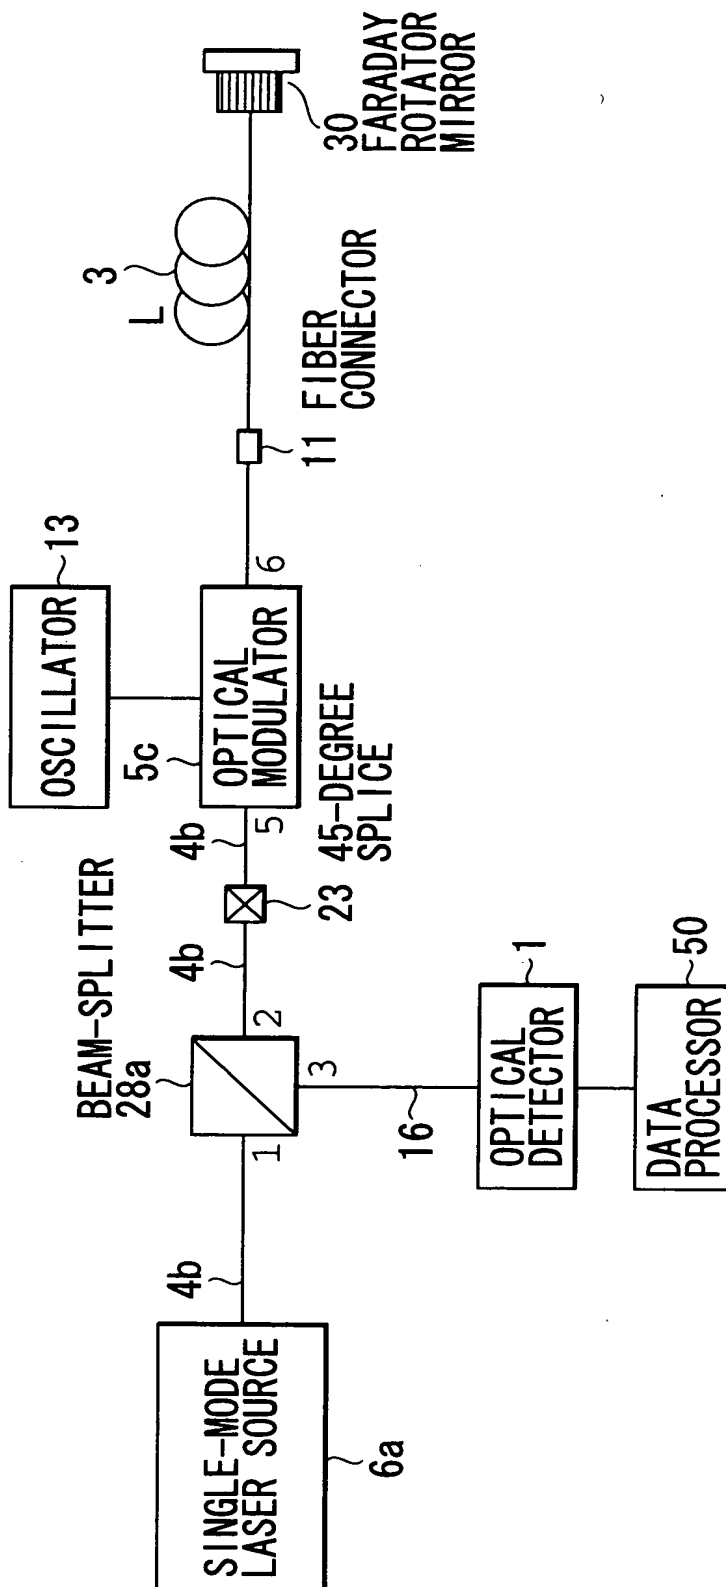 OSCILLATOR
13
L
3
5c
OPTICAL
MODULATOR
5
6
11
FIBER
CONNECTOR
30
FARADAY
ROTATOR
MIRROR
BEAM-SPLITTER
28a
4b
4b
23
45-DEGREE
SPLICE
1
2
3
4b
SINGLE-MODE
LASER SOURCE
6a
16
OPTICAL
DETECTOR
1
DATA
PROCESSOR
50